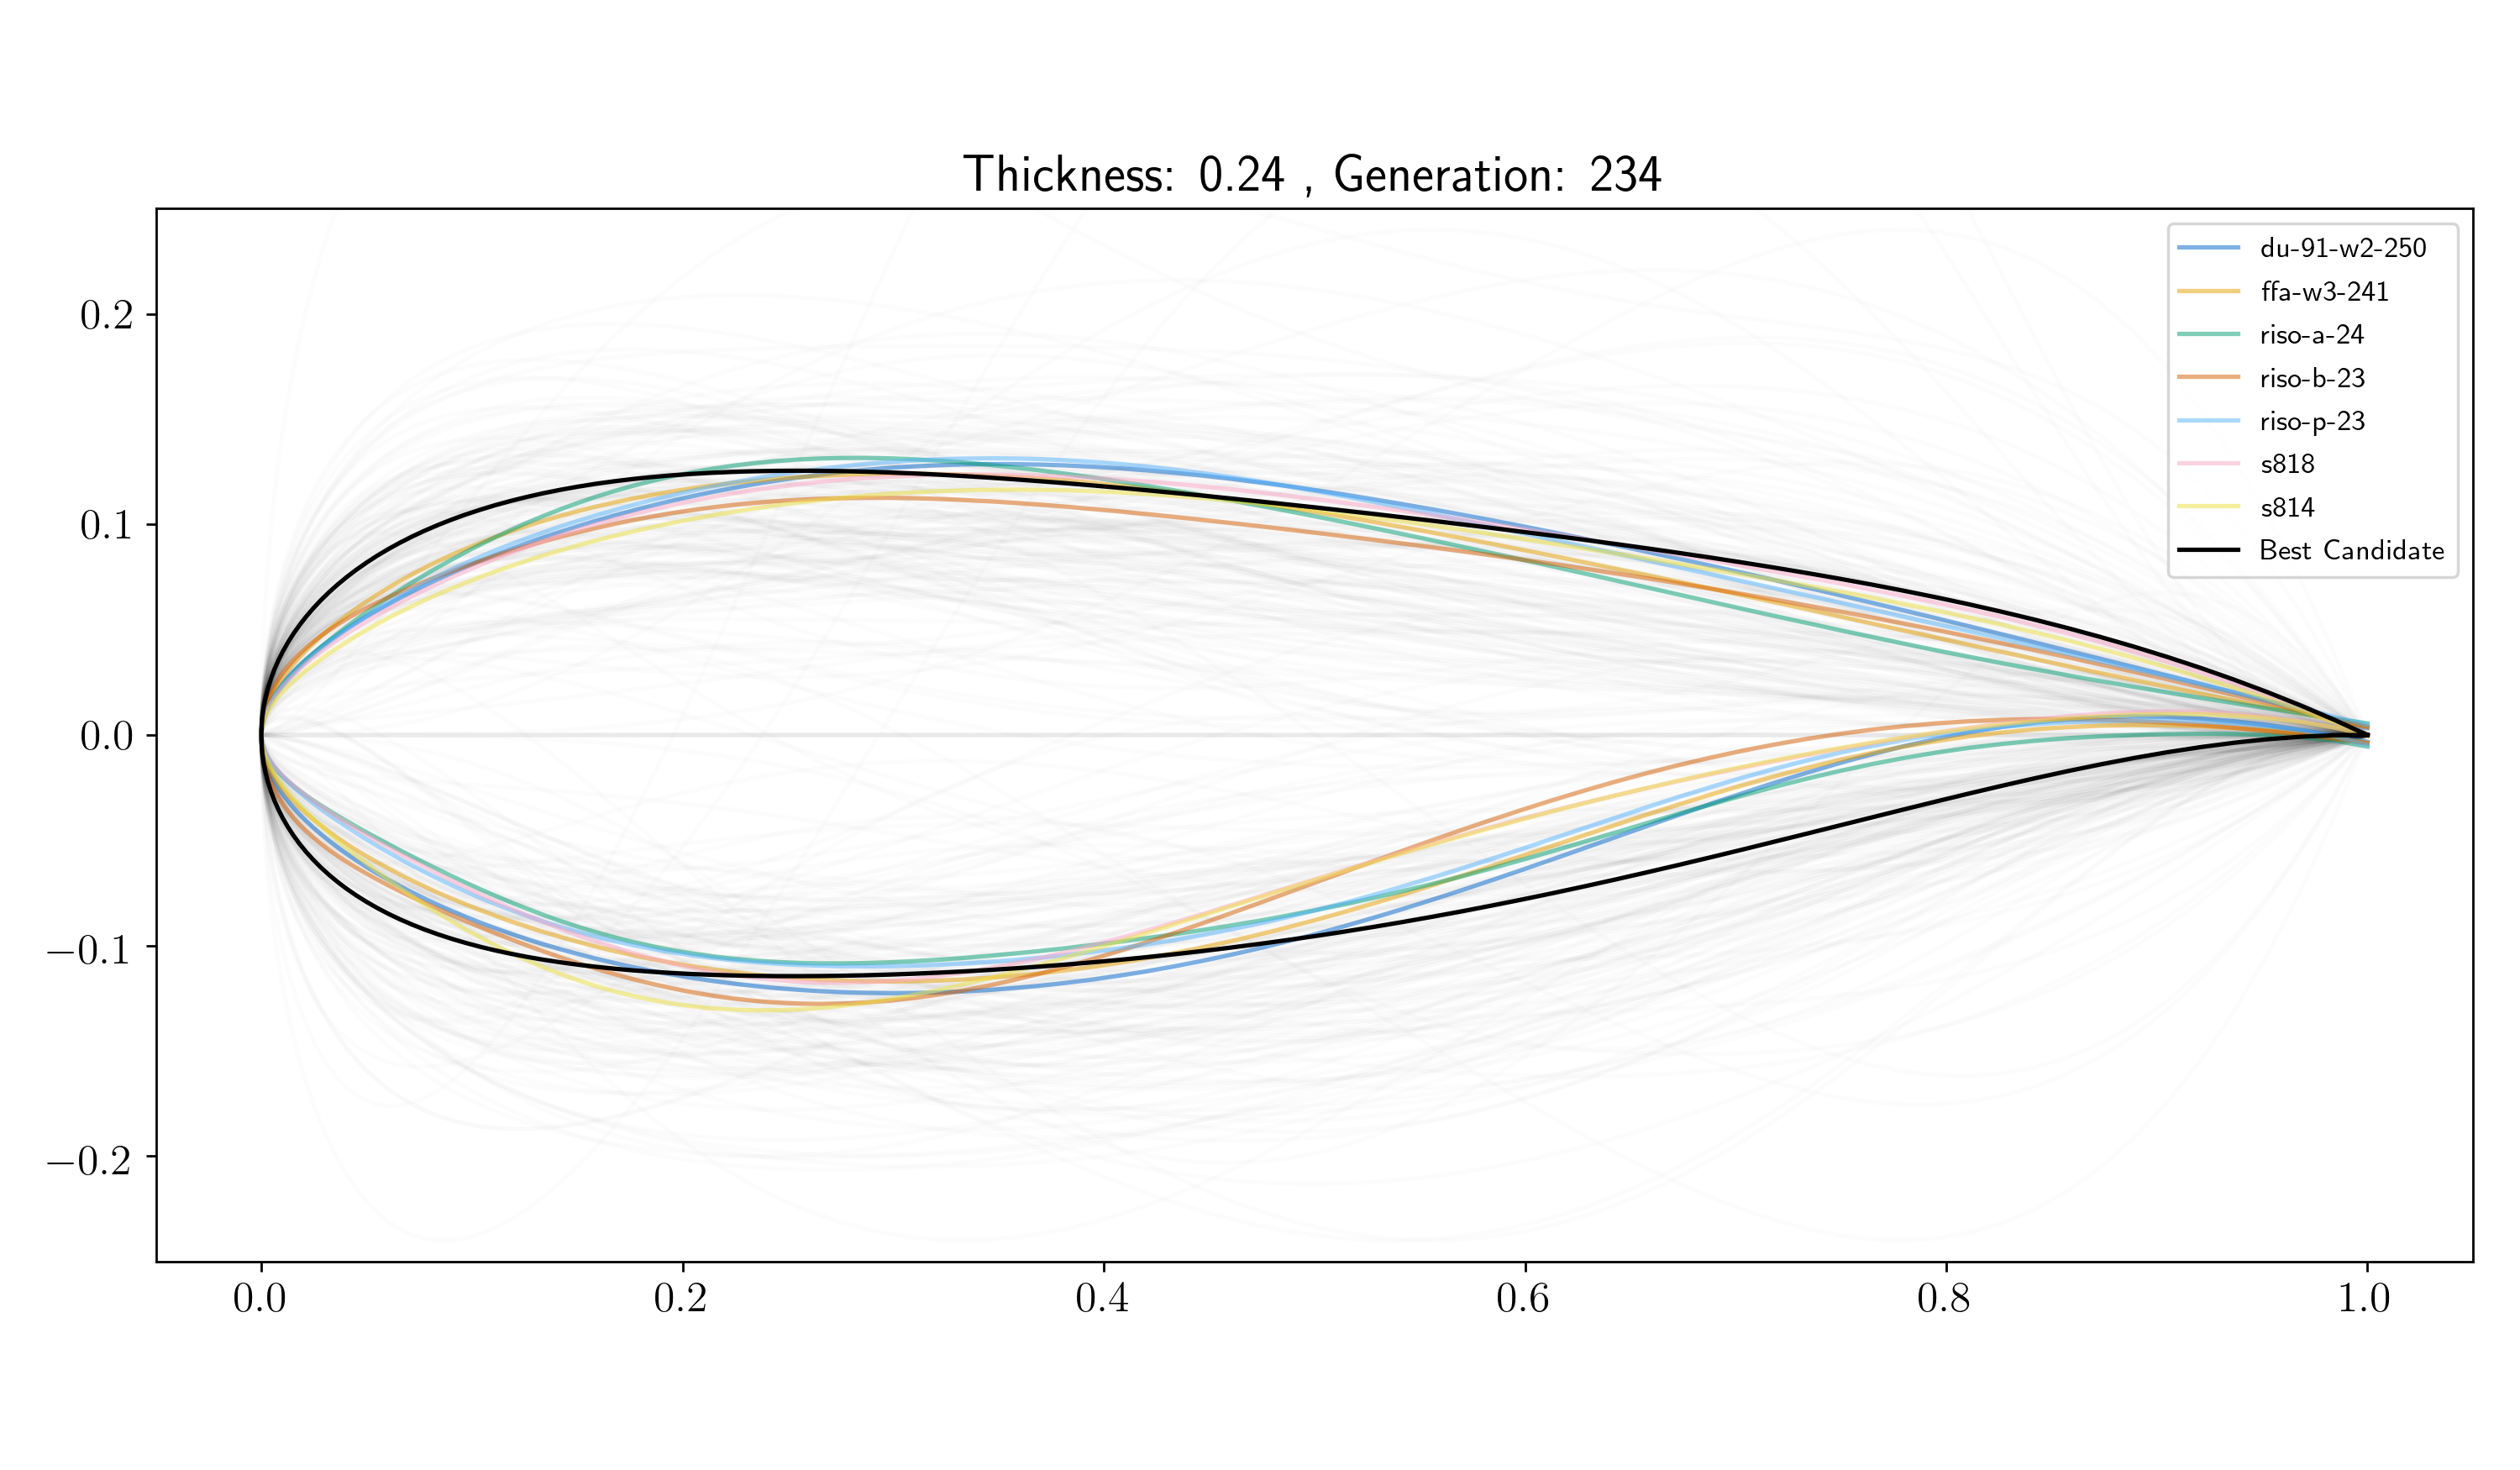 Thickness: 0.24 , Generation: 234
du-91-w2-250
ffa-w3-241
riso-a-24
riso-b-23
riso-p-23
s818
s814
Best Candidate
0.2
0.1
0.0
−0.1
−0.2
0.0 0.2 0.4 0.6 0.8 1.0